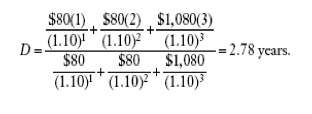 $80(1) $80(2) $1,080(3)
(1.10)¹ + (1.10)² + (1.10)³
D = = 2.78 years.
$80 $80 $1,080
(1.10)¹ + (1.10)² + (1.10)³